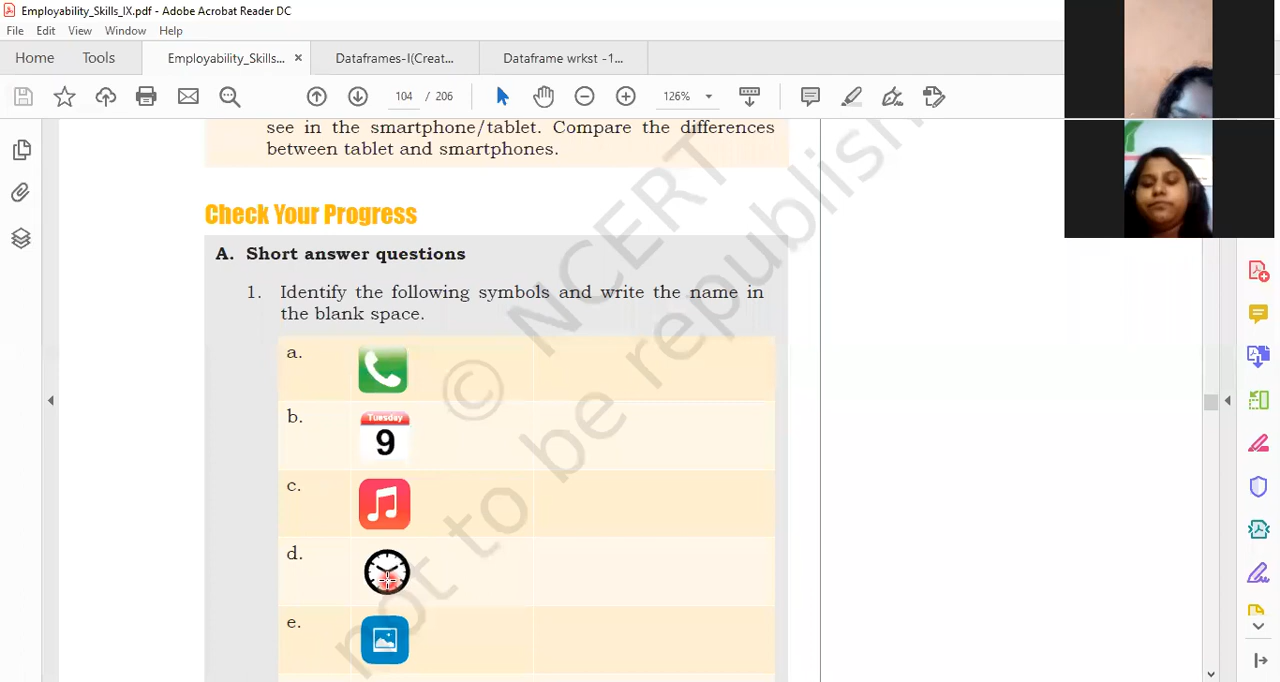 Employability_Skills_IX.pdf - Adobe Acrobat Reader DC
File Edit View Window Help
Home Tools Employability_Skills... × Dataframes-I(Creat... Dataframe wrkst -1...
104 / 206 126%
see in the smartphone/tablet. Compare the differences
between tablet and smartphones.
Check Your Progress
A. Short answer questions
1. Identify the following symbols and write the name in
the blank space.
a.
b. Tuesday
9
c.
d.
e.
© NCERT
not to be republish